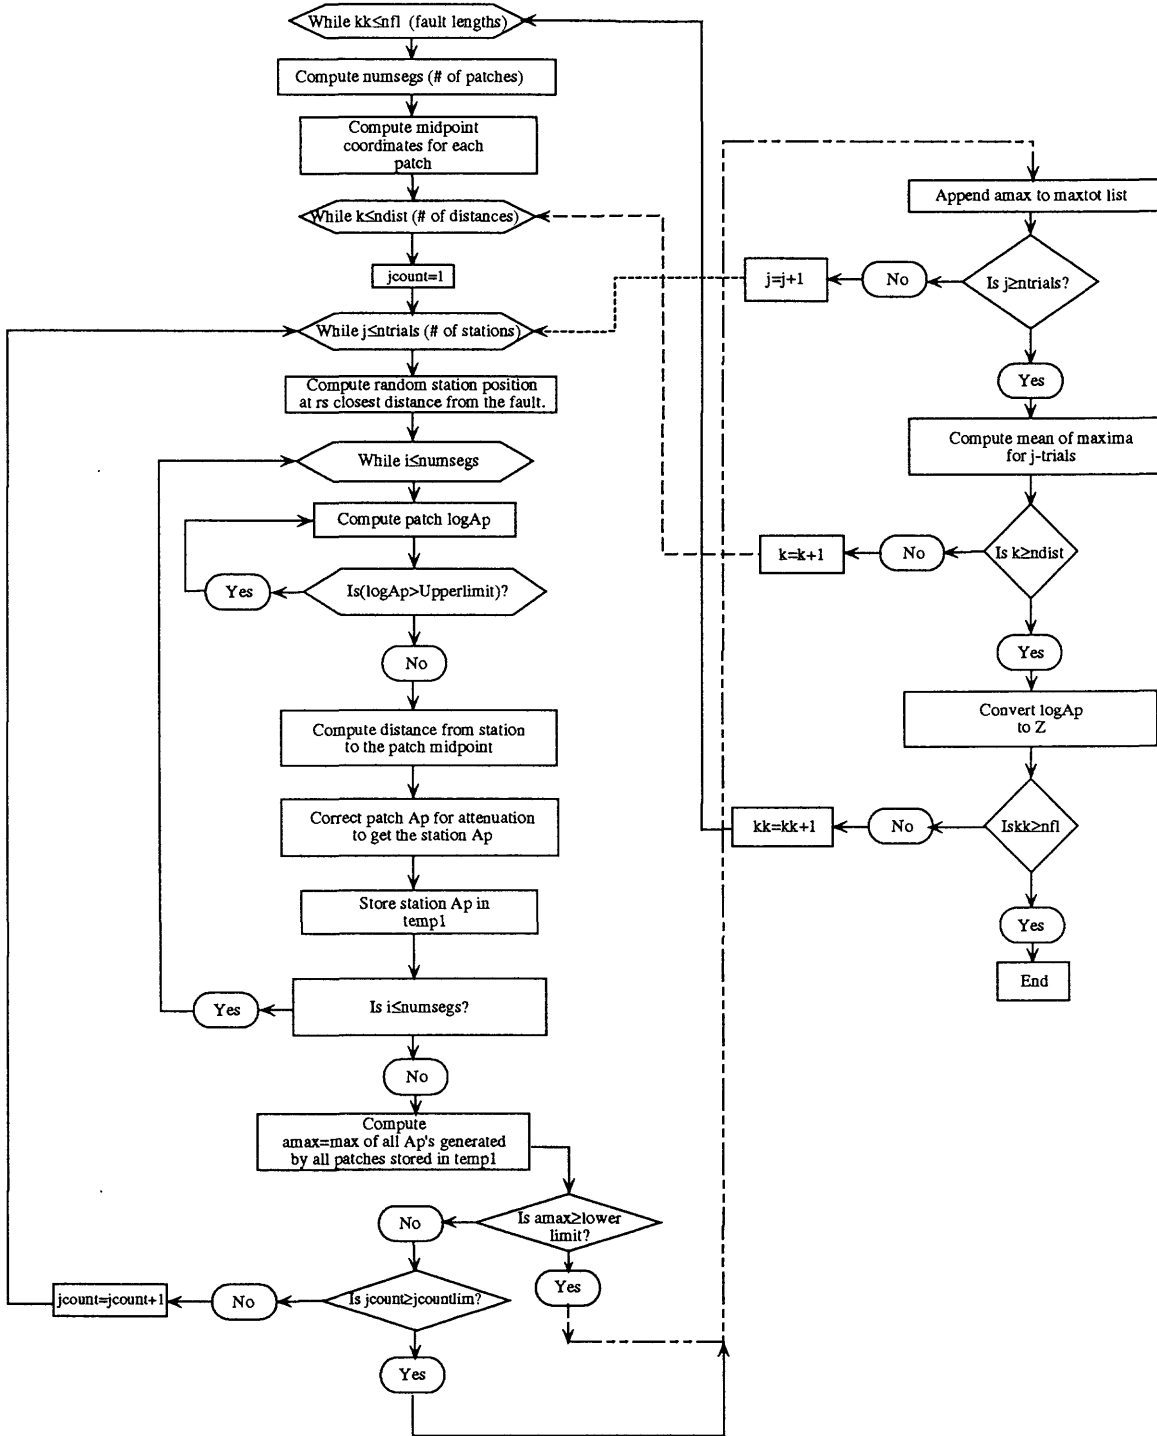 While kk≤nfl (fault lengths)
Compute numsegs (# of patches)
Compute midpoint
coordinates for each
patch
While k≤ndist (# of distances)
jcount=1
While j≤ntrials (# of stations)
Compute random station position
at rs closest distance from the fault.
While i≤numsegs
Compute patch logAp
Is(logAp>Upperlimit)?
Yes
No
Compute distance from station
to the patch midpoint
Correct patch Ap for attenuation
to get the station Ap
Store station Ap in
temp1
Is i≤numsegs?
Yes
No
Compute
amax=max of all Ap's generated
by all patches stored in temp1
Is amax≥lower
limit?
No
Yes
Is jcount≥jcountlim?
No
jcount=jcount+1
Yes
Append amax to maxtot list
Is j≥ntrials?
No
j=j+1
Yes
Compute mean of maxima
for j-trials
Is k≥ndist
No
k=k+1
Yes
Convert logAp
to Z
Iskk≥nfl
No
kk=kk+1
Yes
End